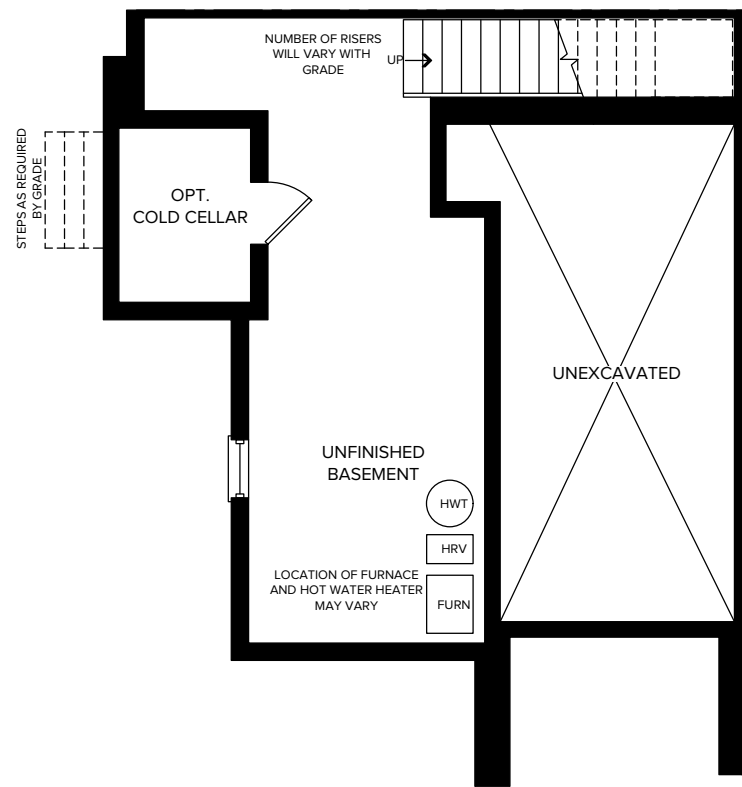 NUMBER OF RISERS
WILL VARY WITH
GRADE
UP
STEPS AS REQUIRED
BY GRADE
OPT.
COLD CELLAR
UNEXCAVATED
UNFINISHED
BASEMENT
HWT
HRV
LOCATION OF FURNACE
AND HOT WATER HEATER
MAY VARY
FURN